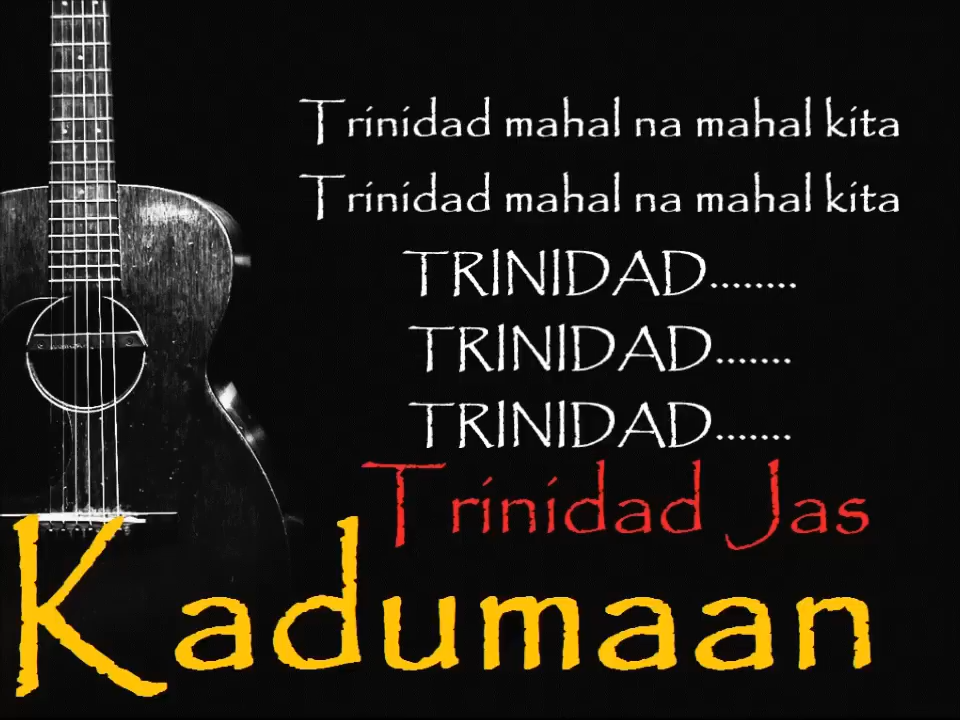 Trinidad mahal na mahal kita
Trinidad mahal na mahal kita
TRINIDAD........
TRINIDAD.......
TRINIDAD.......
Trinidad Jas
Kadumaan